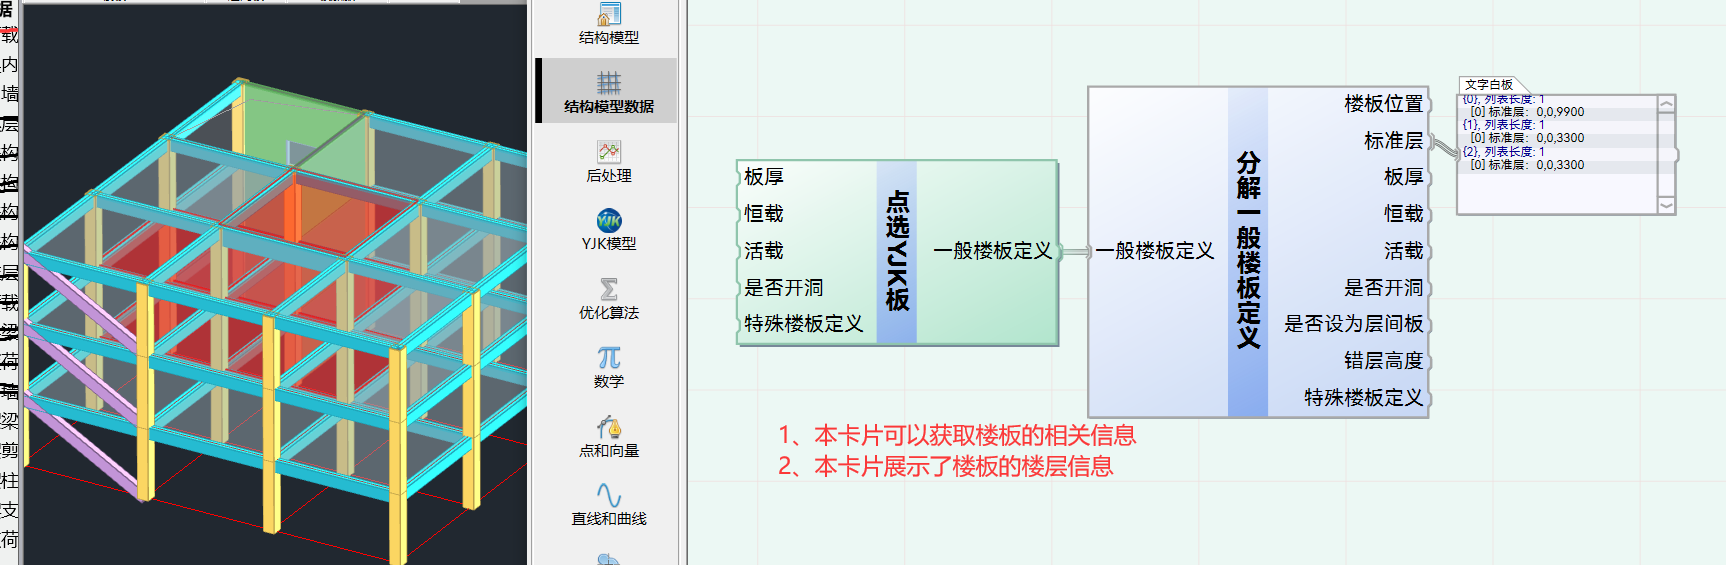 据
载
内
墙
层
构
构
构
构
层
载
梁
荷
墙
梁
剪
柱
支
荷
结构模型
结构模型数据
后处理
YJK模型
优化算法
数学
点和向量
直线和曲线
板厚
恒载
活载
是否开洞
特殊楼板定义
点选YJK板
一般楼板定义
一般楼板定义
分解一般楼板定义
楼板位置
标准层
板厚
恒载
活载
是否开洞
是否设为层间板
错层高度
特殊楼板定义
文字白板
{0}, 列表长度: 1
[0] 标准层: 0,0,9900
{1}, 列表长度: 1
[0] 标准层: 0,0,3300
{2}, 列表长度: 1
[0] 标准层: 0,0,3300
1、本卡片可以获取楼板的相关信息
2、本卡片展示了楼板的楼层信息